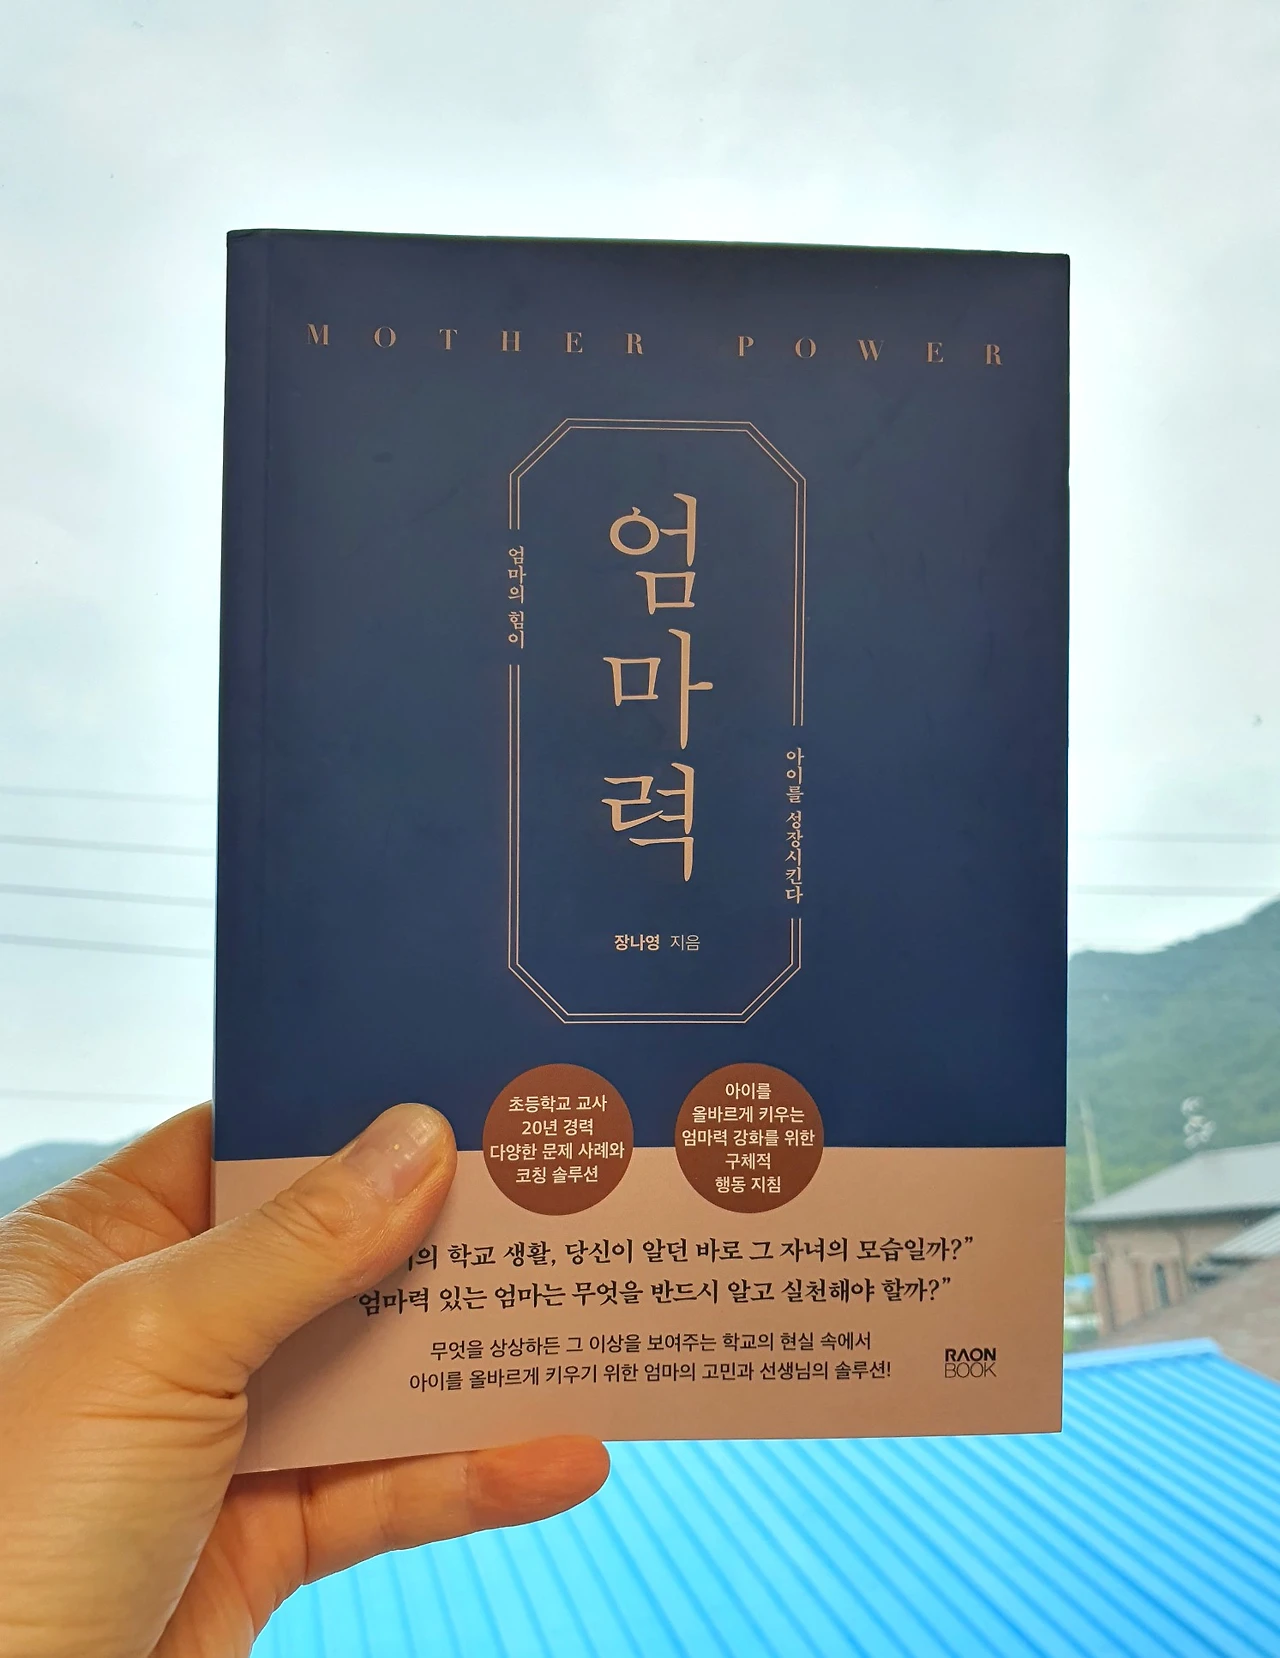 MOTHER POWER
엄마의 힘이
엄마력
아이를 성장시킨다
장나영 지음
초등학교 교사
20년 경력
다양한 문제 사례와
코칭 솔루션
아이를
올바르게 키우는
엄마력 강화를 위한
구체적
행동 지침
학교 생활, 당신이 알던 바로 그 자녀의 모습일까?”
“엄마력 있는 엄마는 무엇을 반드시 알고 실천해야 할까?”
무엇을 상상하든 그 이상을 보여주는 학교의 현실 속에서
아이를 올바르게 키우기 위한 엄마의 고민과 선생님의 솔루션!
RAON
BOOK